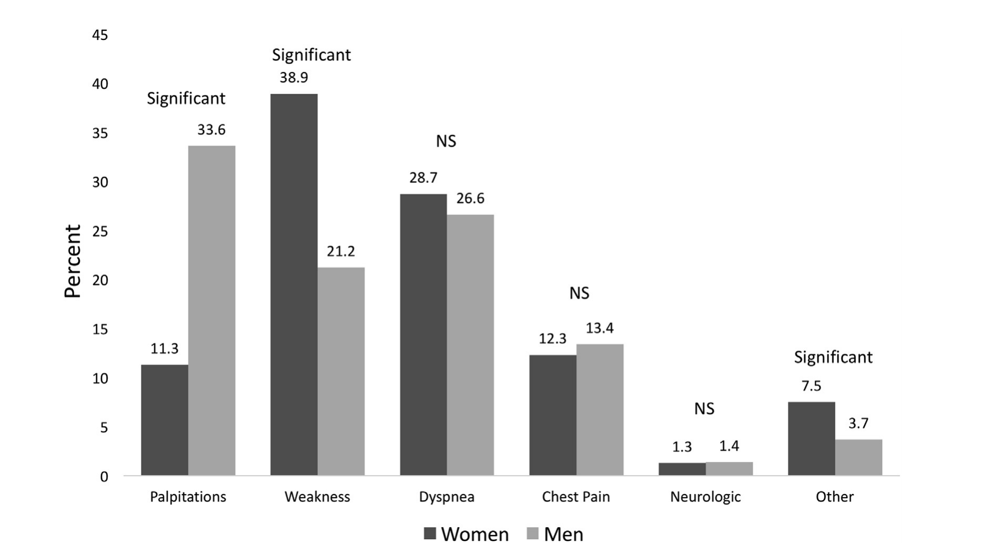 45
40
35
30
25
20
15
10
5
0
Percent
Significant
11.3
33.6
Significant
38.9
21.2
NS
28.7
26.6
NS
12.3
13.4
NS
1.3
1.4
Significant
7.5
3.7
Palpitations
Weakness
Dyspnea
Chest Pain
Neurologic
Other
Women
Men